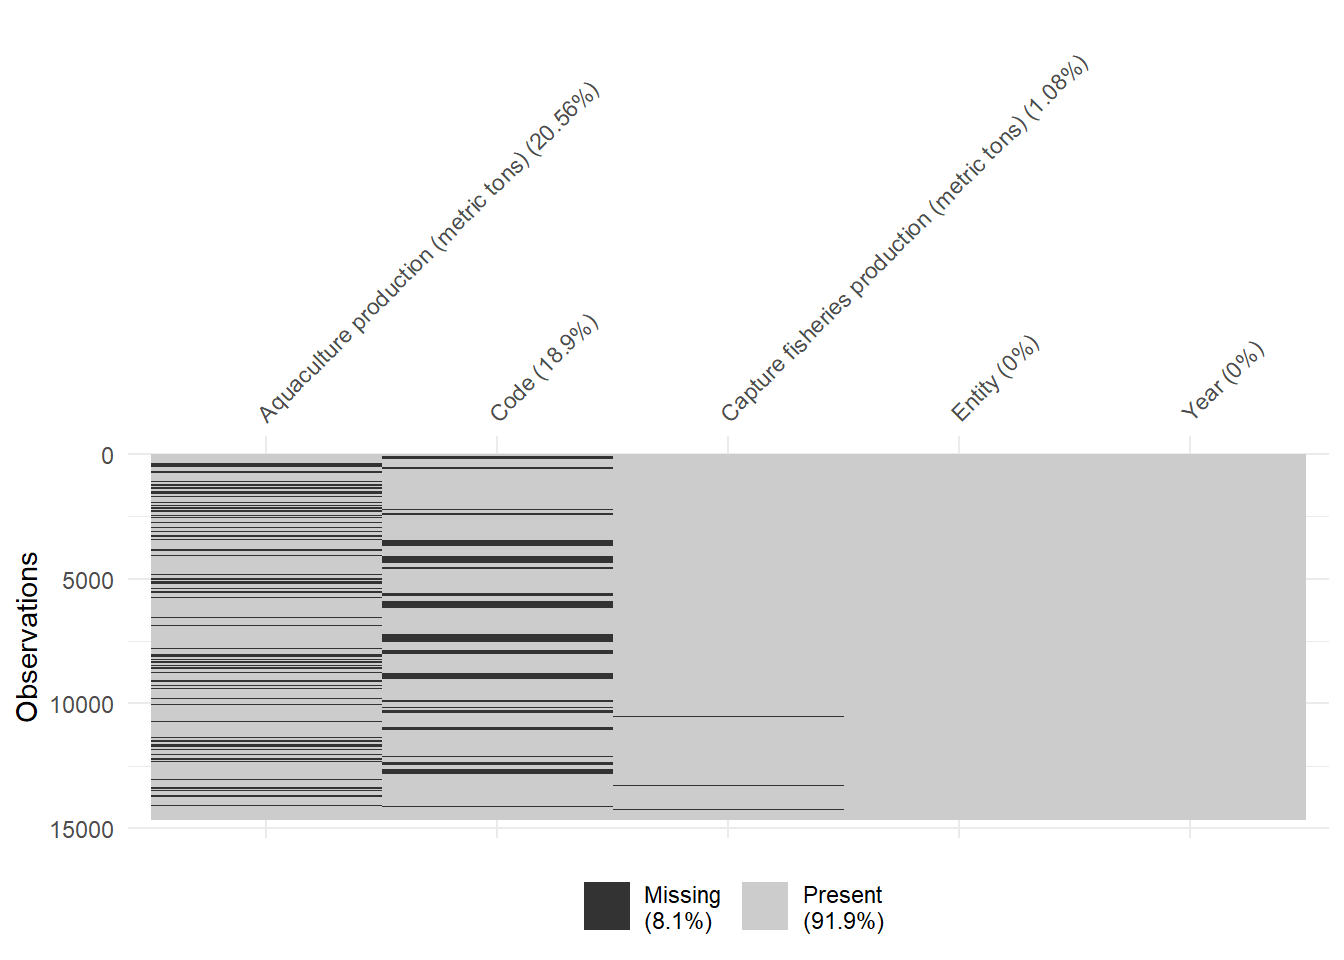 Aquaculture production (metric tons) (20.56%)
Code (18.9%)
Capture fisheries production (metric tons) (1.08%)
Entity (0%)
Year (0%)
Observations
0
5000
10000
15000
Missing
(8.1%)
Present
(91.9%)